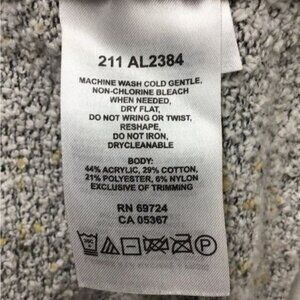 211 AL2384
MACHINE WASH COLD GENTLE,
NON-CHLORINE BLEACH
WHEN NEEDED,
DRY FLAT,
DO NOT WRING OR TWIST,
RESHAPE,
DO NOT IRON,
DRYCLEANABLE
BODY:
44% ACRYLIC, 29% COTTON,
21% POLYESTER, 6% NYLON
EXCLUSIVE OF TRIMMING
RN 69724
CA 05367
P